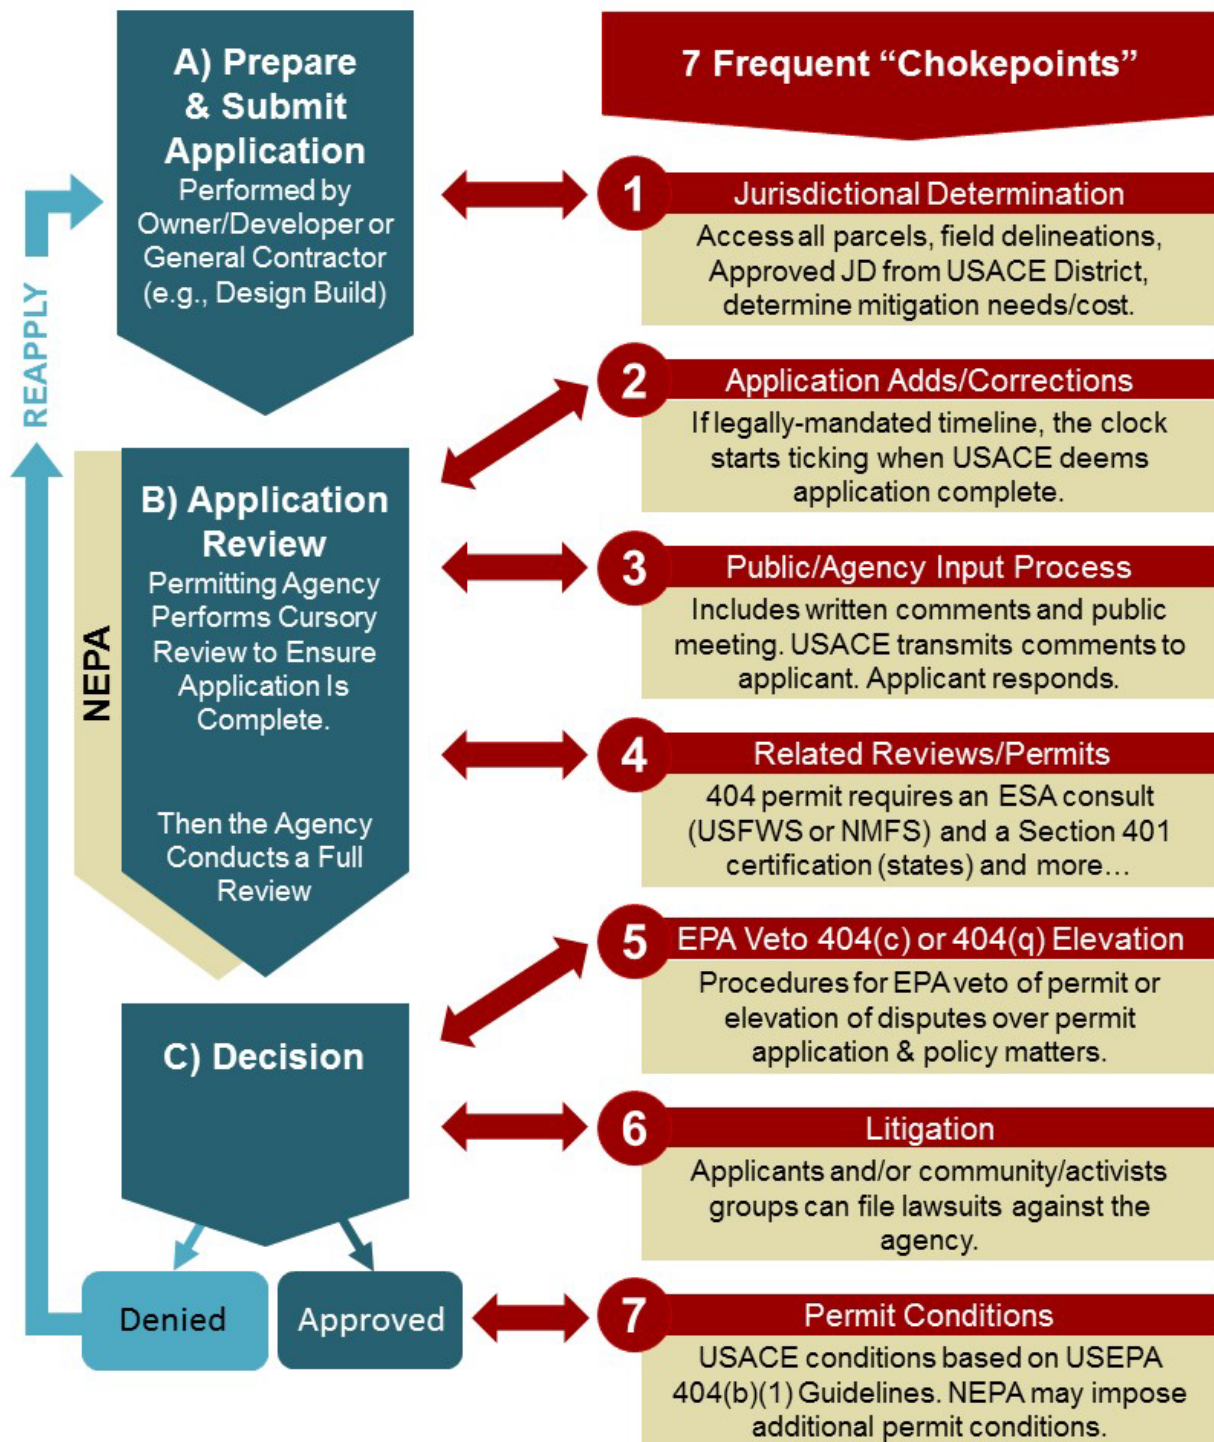 A) Prepare
& Submit
Application
Performed by
Owner/Developer or
General Contractor
(e.g., Design Build)
REAPPLY
NEPA
B) Application
Review
Permitting Agency
Performs Cursory
Review to Ensure
Application Is
Complete.
Then the Agency
Conducts a Full
Review
C) Decision
Denied
Approved
7 Frequent “Chokepoints”
1 Jurisdictional Determination
Access all parcels, field delineations,
Approved JD from USACE District,
determine mitigation needs/cost.
2 Application Adds/Corrections
If legally-mandated timeline, the clock
starts ticking when USACE deems
application complete.
3 Public/Agency Input Process
Includes written comments and public
meeting. USACE transmits comments to
applicant. Applicant responds.
4 Related Reviews/Permits
404 permit requires an ESA consult
(USFWS or NMFS) and a Section 401
certification (states) and more…
5 EPA Veto 404(c) or 404(q) Elevation
Procedures for EPA veto of permit or
elevation of disputes over permit
application & policy matters.
6 Litigation
Applicants and/or community/activists
groups can file lawsuits against the
agency.
7 Permit Conditions
USACE conditions based on USEPA
404(b)(1) Guidelines. NEPA may impose
additional permit conditions.